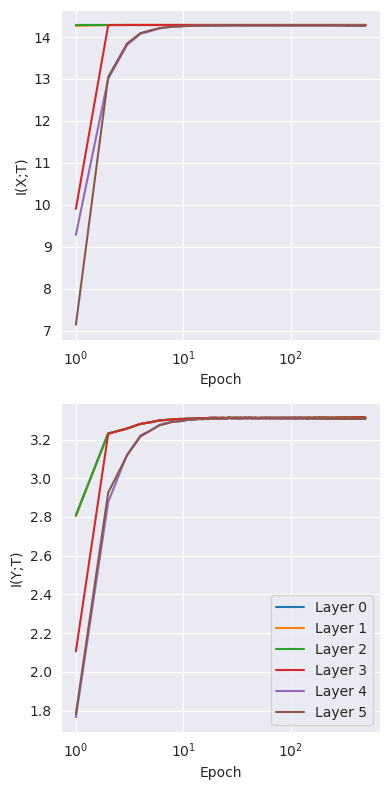 14
13
12
11
10
9
8
7
I(X;T)
10^0
10^1
10^2
Epoch
3.2
3.0
2.8
2.6
2.4
2.2
2.0
1.8
I(Y;T)
Layer 0
Layer 1
Layer 2
Layer 3
Layer 4
Layer 5
10^0
10^1
10^2
Epoch